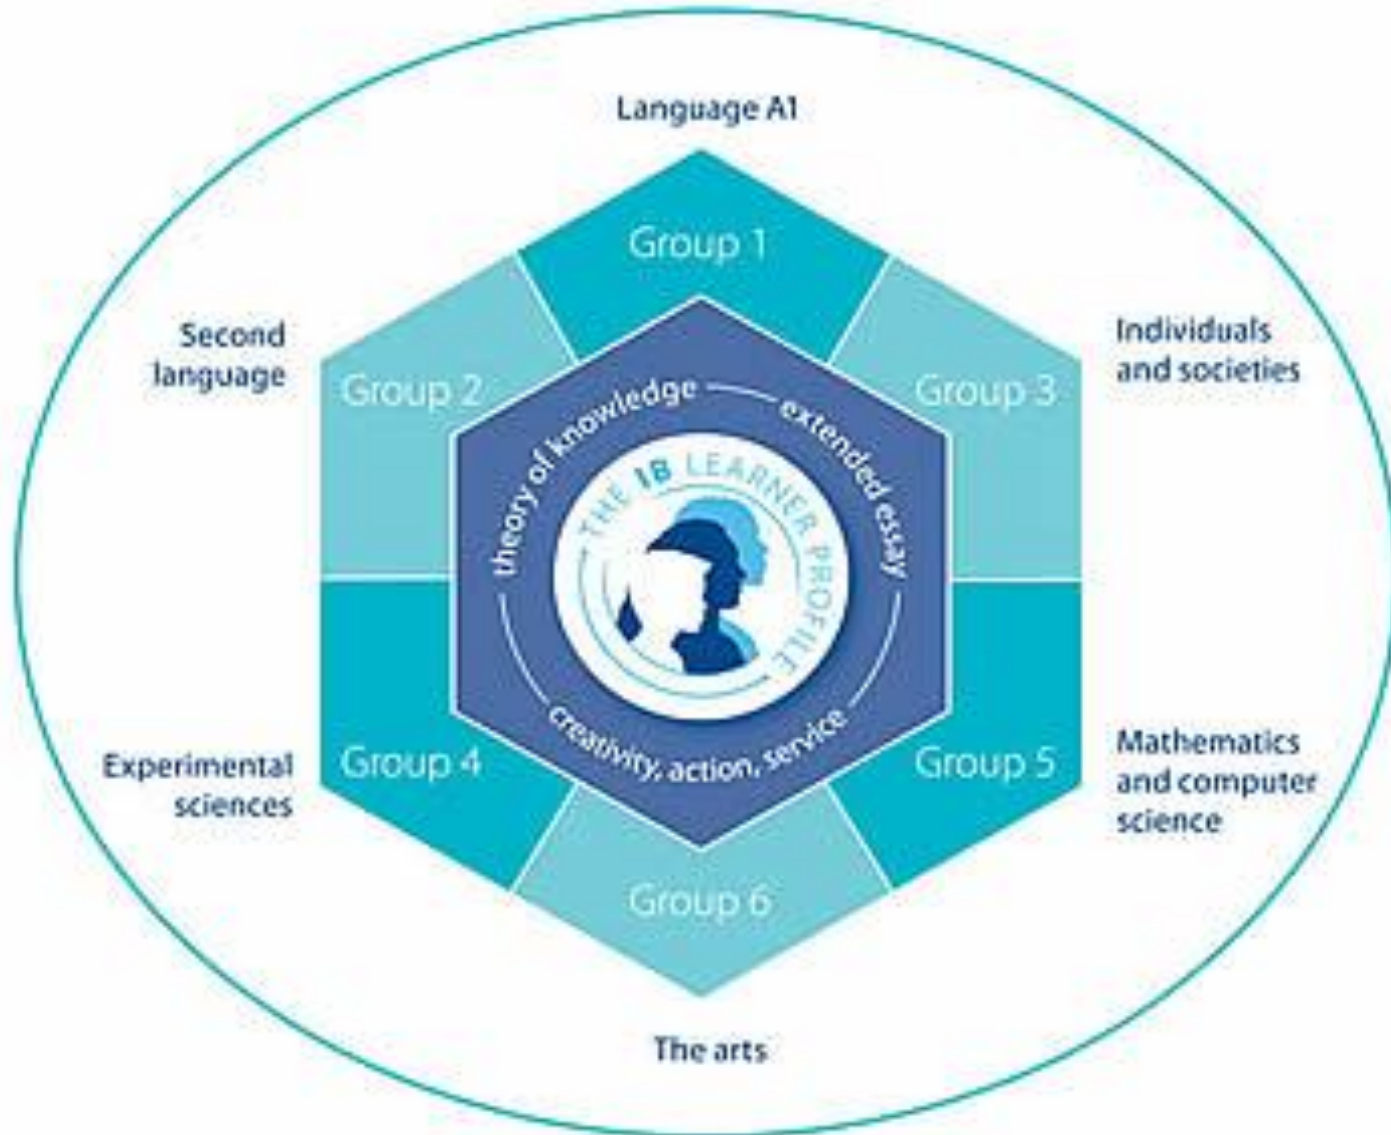 Language A1
Group 1
Second
language
Group 2
Group 3
Individuals
and societies
theory of knowledge
extended essay
THE IB LEARNER PROFILE
creativity, action, service
Experimental
sciences
Group 4
Group 5
Mathematics
and computer
science
Group 6
The arts